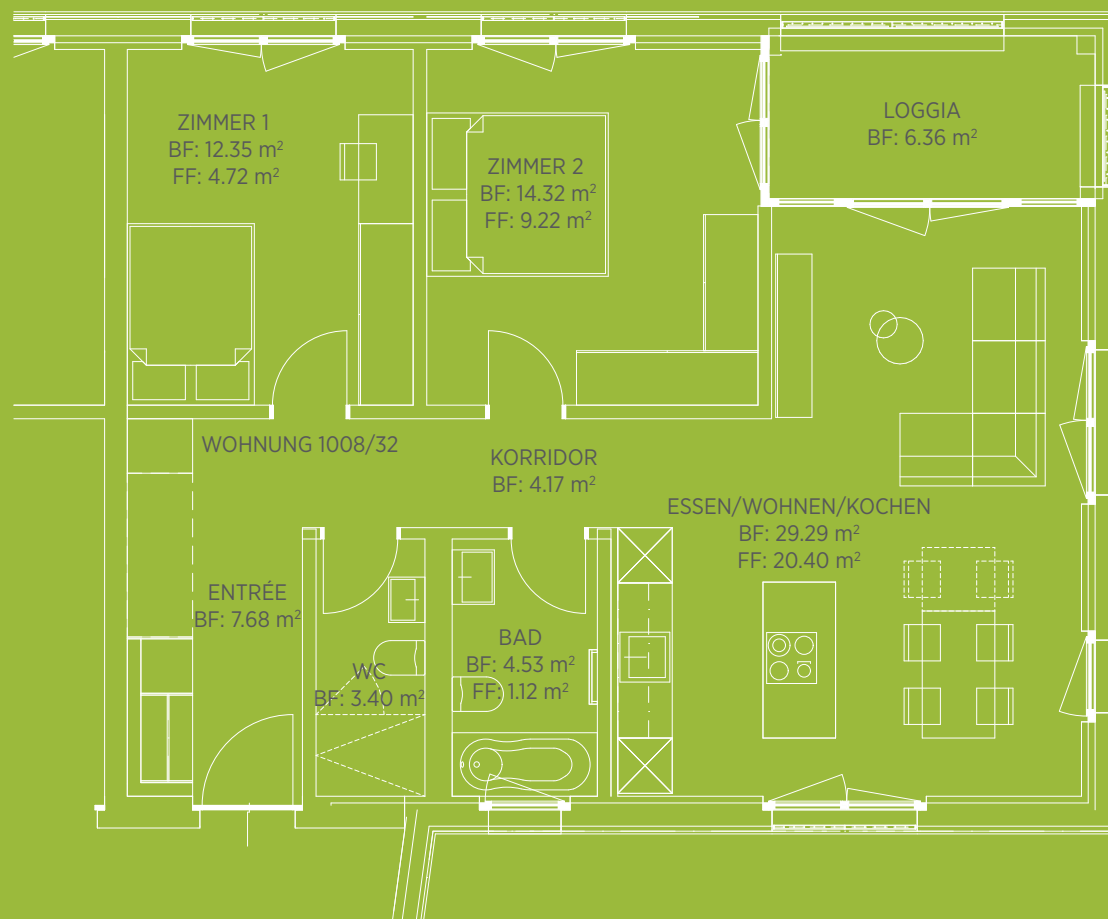 ZIMMER 1
BF: 12.35 m²
FF: 4.72 m²
ZIMMER 2
BF: 14.32 m²
FF: 9.22 m²
LOGGIA
BF: 6.36 m²
WOHNUNG 1008/32
KORRIDOR
BF: 4.17 m²
ESSEN/WOHNEN/KOCHEN
BF: 29.29 m²
FF: 20.40 m²
ENTRÉE
BF: 7.68 m²
WC
BF: 3.40 m²
BAD
BF: 4.53 m²
FF: 1.12 m²